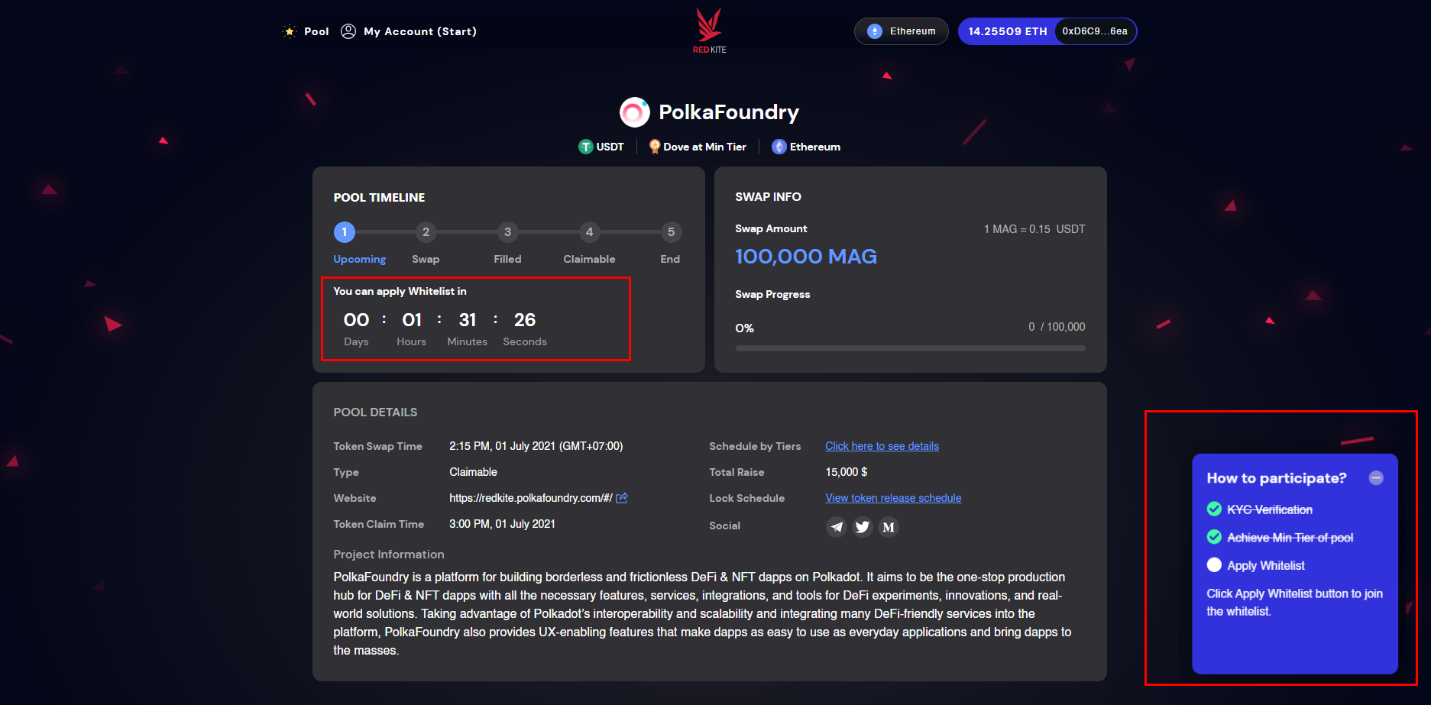 Pool My Account (Start)
REDKITE
Ethereum 14.25509 ETH 0xD6C9...6ea
PolkaFoundry
USDT Dove at Min Tier Ethereum
POOL TIMELINE
1 2 3 4 5
Upcoming Swap Filled Claimable End
You can apply Whitelist in
00 : 01 : 31 : 26
Days Hours Minutes Seconds
SWAP INFO
Swap Amount 1 MAG = 0.15 USDT
100,000 MAG
Swap Progress
0% 0 / 100,000
POOL DETAILS
Token Swap Time 2:15 PM, 01 July 2021 (GMT+07:00)
Type Claimable
Website https://redkite.polkafoundry.com/#/
Token Claim Time 3:00 PM, 01 July 2021
Schedule by Tiers Click here to see details
Total Raise 15,000 $
Lock Schedule View token release schedule
Social
Project Information
PolkaFoundry is a platform for building borderless and frictionless DeFi & NFT dapps on Polkadot. It aims to be the one-stop production
hub for DeFi & NFT dapps with all the necessary features, services, integrations, and tools for DeFi experiments, innovations, and real-
world solutions. Taking advantage of Polkadot's interoperability and scalability and integrating many DeFi-friendly services into the
platform, PolkaFoundry also provides UX-enabling features that make dapps as easy to use as everyday applications and bring dapps to
the masses.
How to participate?
KYC Verification
Achieve Min Tier of pool
Apply Whitelist
Click Apply Whitelist button to join
the whitelist.